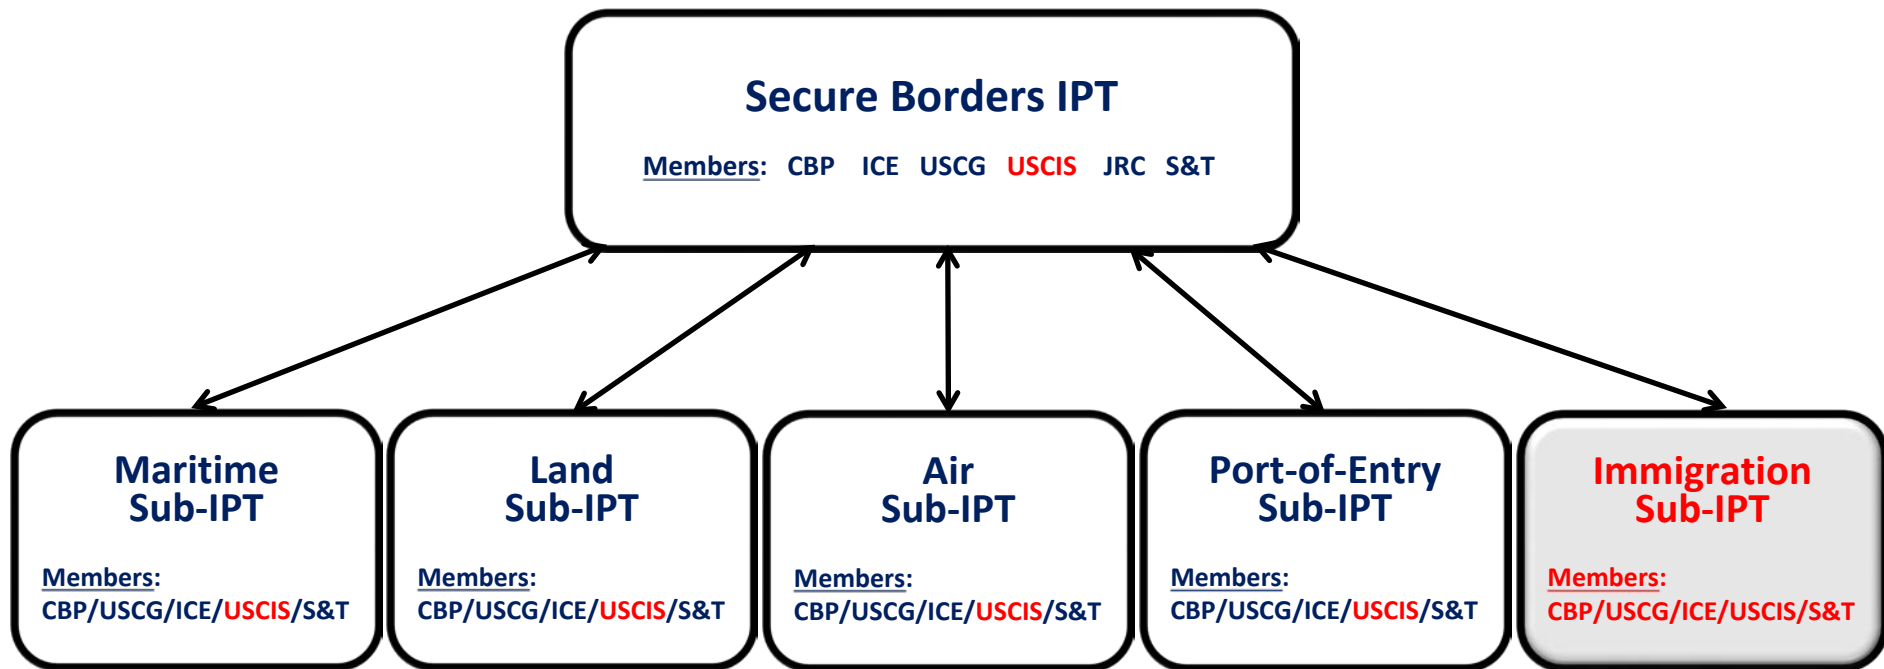 Secure Borders IPT
Members: CBP ICE USCG USCIS JRC S&T
Maritime
Sub-IPT
Members:
CBP/USCG/ICE/USCIS/S&T
Land
Sub-IPT
Members:
CBP/USCG/ICE/USCIS/S&T
Air
Sub-IPT
Members:
CBP/USCG/ICE/USCIS/S&T
Port-of-Entry
Sub-IPT
Members:
CBP/USCG/ICE/USCIS/S&T
Immigration
Sub-IPT
Members:
CBP/USCG/ICE/USCIS/S&T